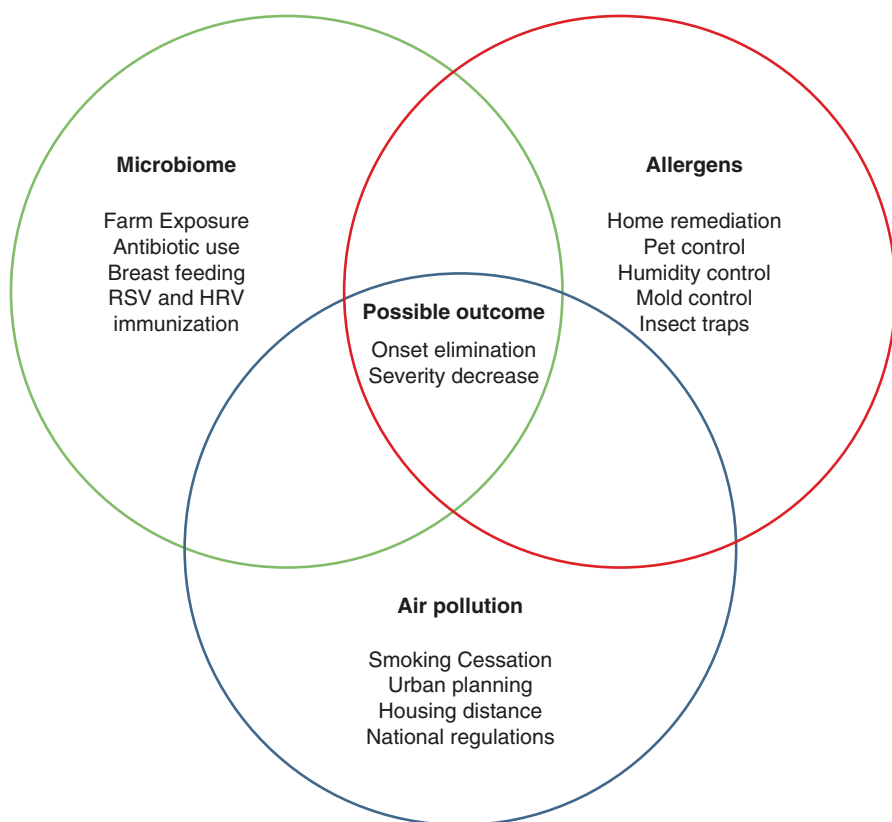 Microbiome
Farm Exposure
Antibiotic use
Breast feeding
RSV and HRV
immunization
Allergens
Home remediation
Pet control
Humidity control
Mold control
Insect traps
Possible outcome
Onset elimination
Severity decrease
Air pollution
Smoking Cessation
Urban planning
Housing distance
National regulations